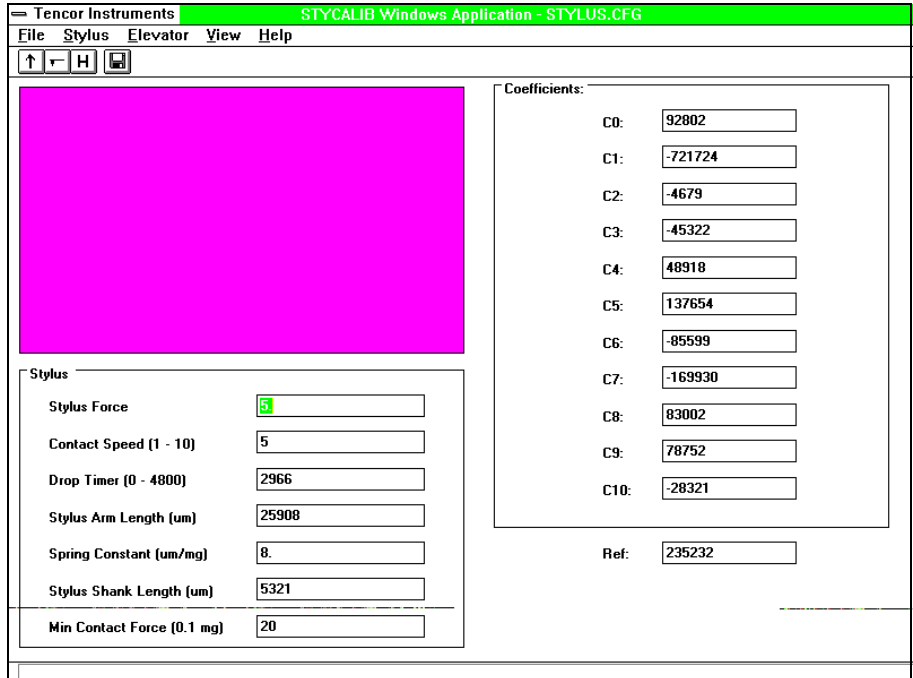 Tencor Instruments
STYCALIB Windows Application - STYLUS.CFG
File Stylus Elevator View Help
H
Coefficients:
C0: 92802
C1: -721724
C2: -4679
C3: -45322
C4: 48918
C5: 137654
C6: -85599
C7: -169930
C8: 83002
C9: 78752
C10: -28321
Ref: 235232
Stylus
Stylus Force 5.
Contact Speed (1 - 10) 5
Drop Timer (0 - 4800) 2966
Stylus Arm Length (um) 25908
Spring Constant (um/mg) 8.
Stylus Shank Length (um) 5321
Min Contact Force (0.1 mg) 20